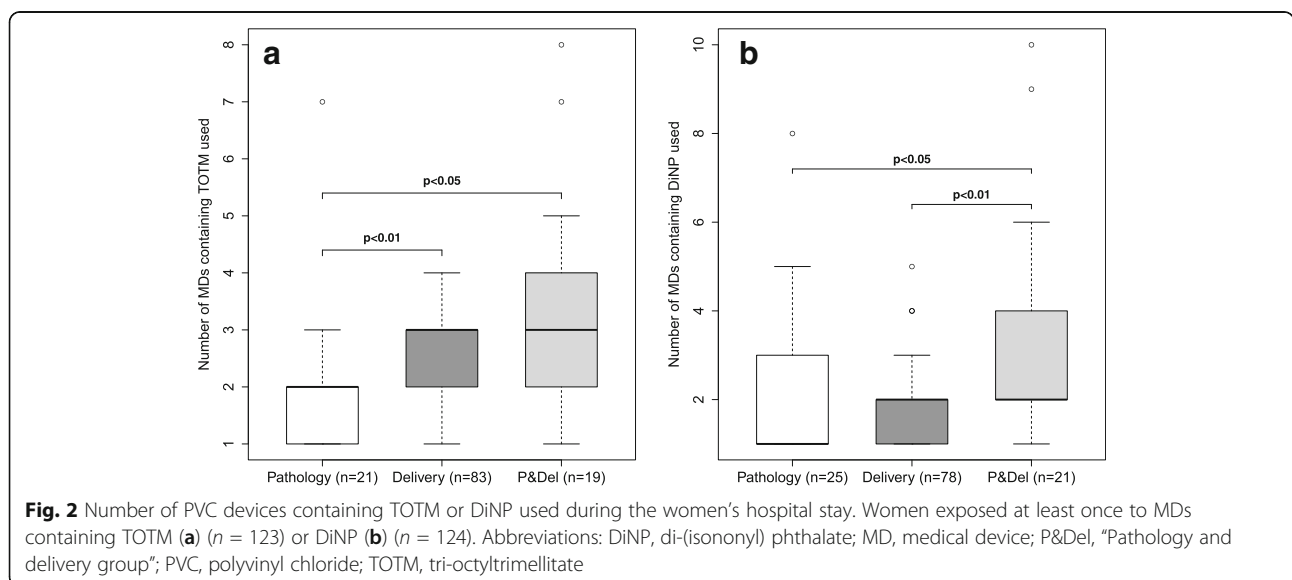 a
8
7
6
5
4
3
2
1
Number of MDs containing TOTM used
p<0.05
p<0.01
Pathology (n=21) Delivery (n=83) P&Del (n=19)
b
10
8
6
4
2
Number of MDs containing DiNP used
p<0.05
p<0.01
Pathology (n=25) Delivery (n=78) P&Del (n=21)
Fig. 2 Number of PVC devices containing TOTM or DiNP used during the women's hospital stay. Women exposed at least once to MDs
containing TOTM (a) (n = 123) or DiNP (b) (n = 124). Abbreviations: DiNP, di-(isononyl) phthalate; MD, medical device; P&Del, “Pathology and
delivery group”; PVC, polyvinyl chloride; TOTM, tri-octyltrimellitate